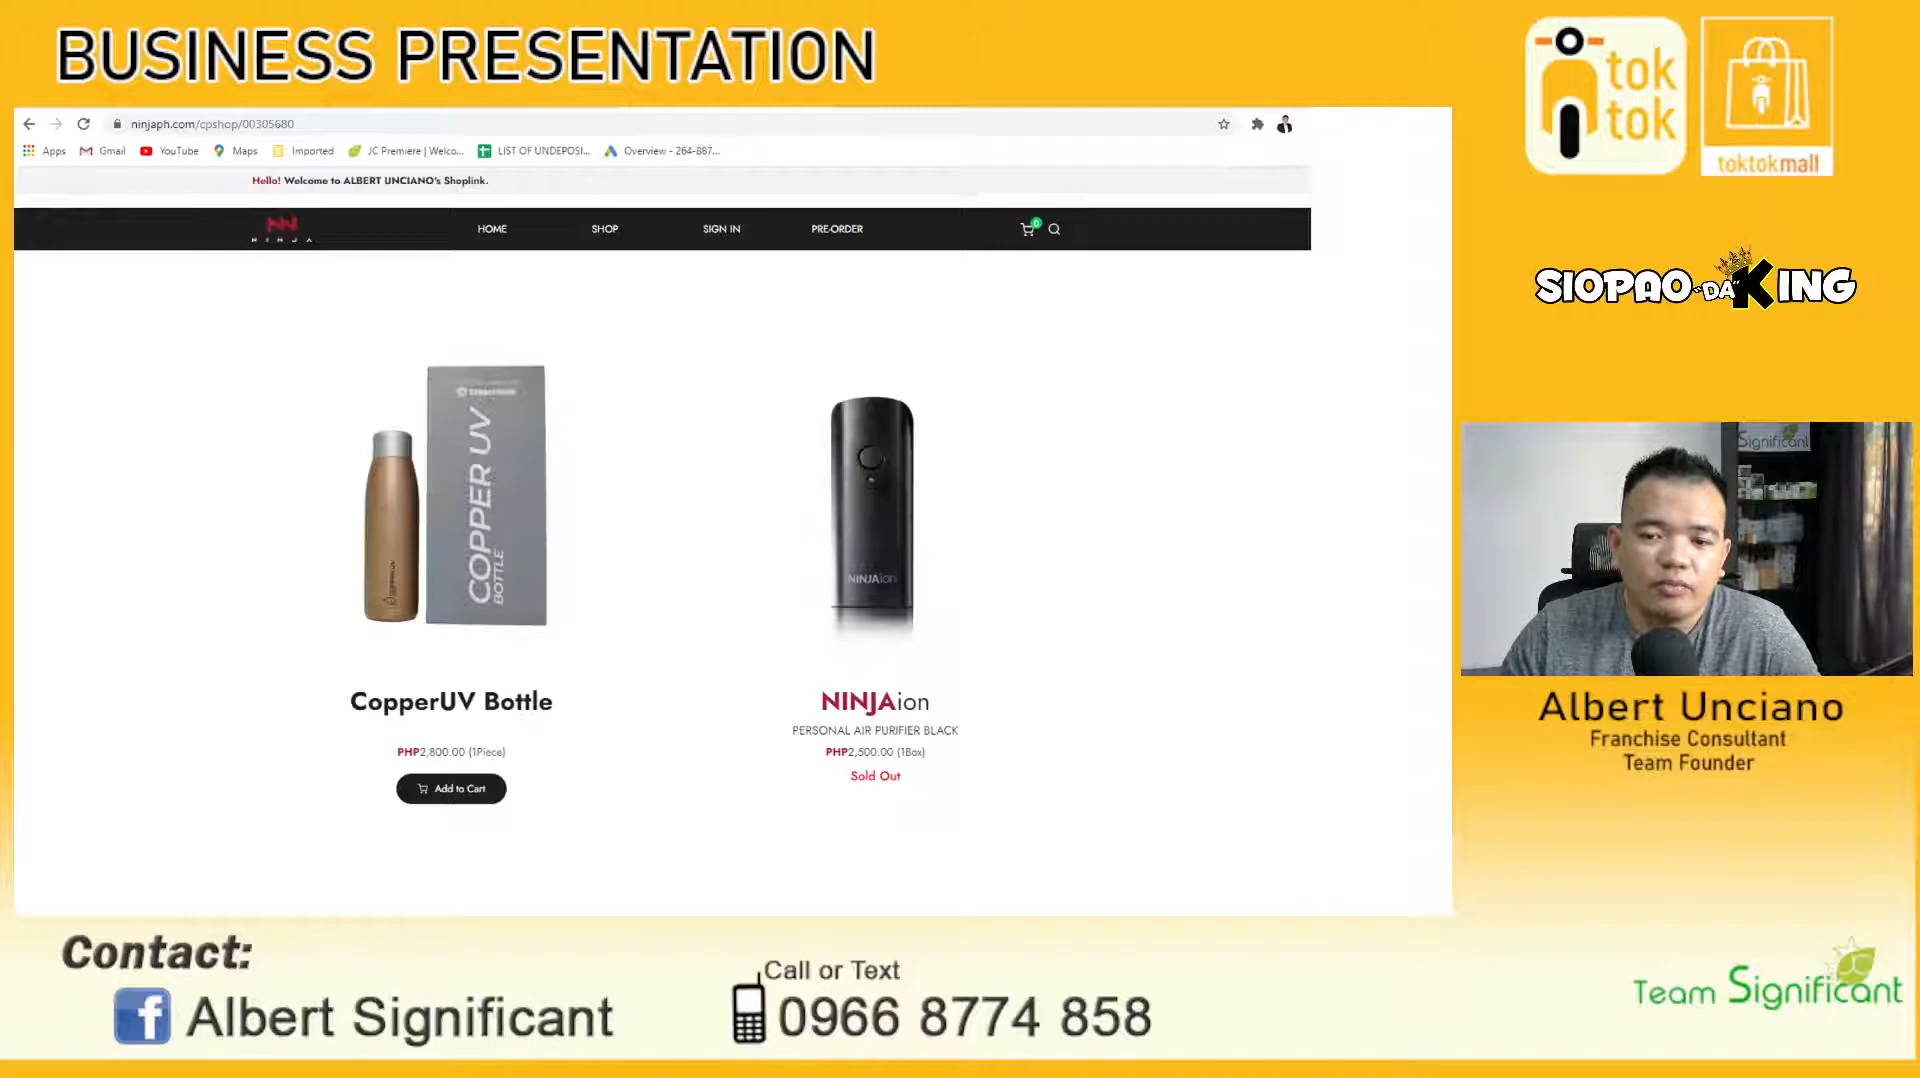 BUSINESS PRESENTATION
tok
tok
toktokmall
ninjaph.com/cpshop/00305680
Apps
Gmail
YouTube
Maps
Imported
JC Premiere | Welco...
LIST OF UNDEPOSI...
Overview - 264-887...
Hello! Welcome to ALBERT UNCIANO's Shoplink.
NINJA
HOME
SHOP
SIGN IN
PRE-ORDER
0
SIOPAO "DA" KING
COPPER UV
BOTTLE
NINJAion
Significant
CopperUV Bottle
PHP2,800.00 (1Piece)
Add to Cart
NINJAion
PERSONAL AIR PURIFIER BLACK
PHP2,500.00 (1Box)
Sold Out
Albert Unciano
Franchise Consultant
Team Founder
Contact:
Albert Significant
Call or Text
0966 8774 858
JC
Team Significant